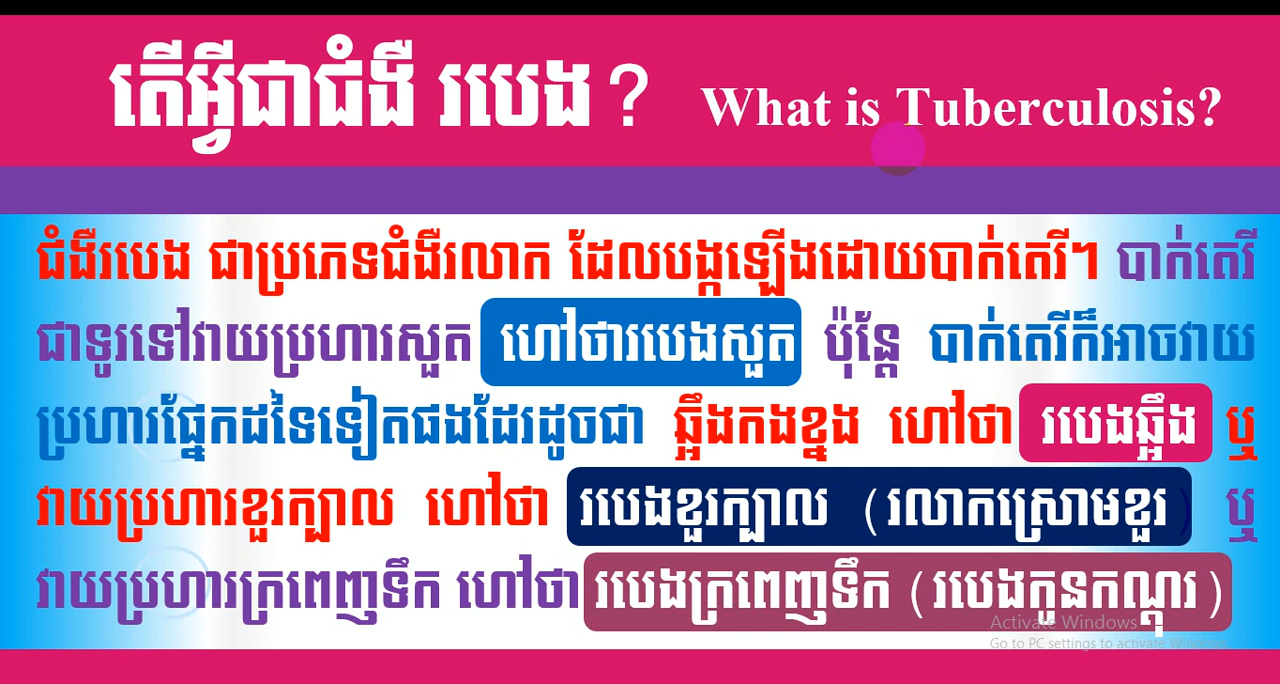 តើអ្វីជាជំងឺ របេង? What is Tuberculosis?
ជំងឺរបេង ជាប្រភេទជំងឺរលាក ដែលបង្កឡើងដោយបាក់តេរី។ បាក់តេរី
ជាទូរទៅវាយប្រហារសួត ហៅថារបេងសួត ប៉ុន្តែ បាក់តេរីក៏អាចវាយ
ប្រហារផ្នែកដទៃទៀតផងដែរដូចជា ឆ្អឹងកងខ្នង ហៅថា របេងឆ្អឹង ឬ
វាយប្រហារខួរក្បាល ហៅថា របេងខួរក្បាល (រលាកស្រោមខួរ) ឬ
វាយប្រហារក្រពេញទឹក ហៅថា របេងក្រពេញទឹក (របេងកូនកណ្តុរ)
Activate Windows
Go to PC settings to activate Windows.